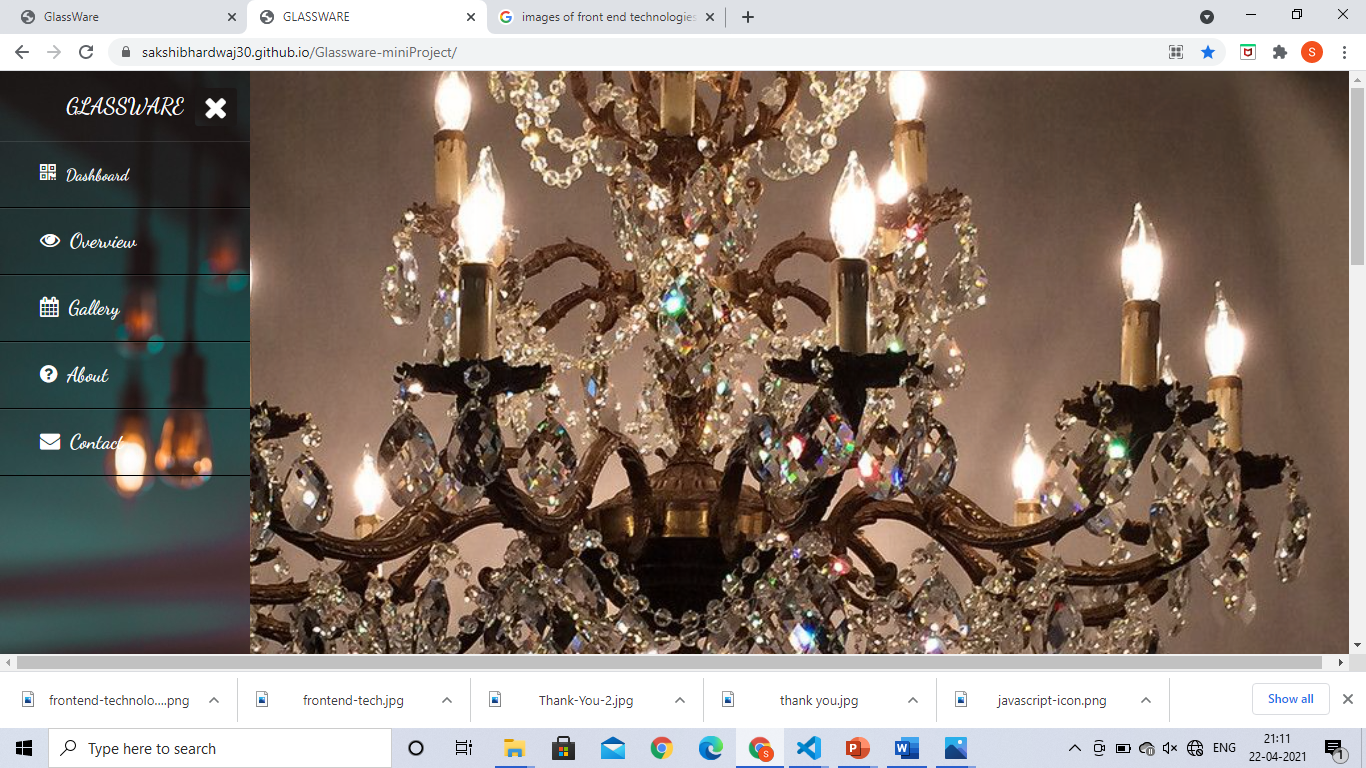 GlassWare
GLASSWARE
images of front end technologies
sakshibhardwaj30.github.io/Glassware-miniProject/
S
GLASSWARE
Dashboard
Overview
Gallery
About
Contact
frontend-technolo....png
frontend-tech.jpg
Thank-You-2.jpg
thank you.jpg
javascript-icon.png
Show all
Type here to search
S
ENG
21:11
22-04-2021
1